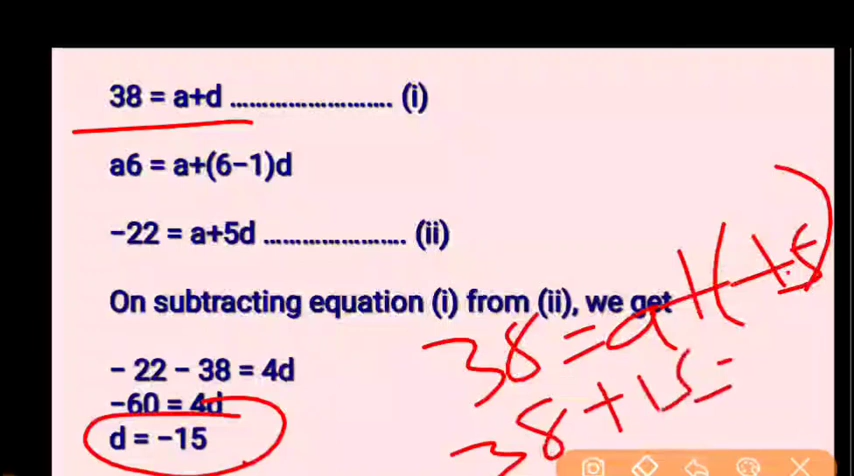 38 = a+d ........................... (i)
a6 = a+(6−1)d
−22 = a+5d ........................ (ii)
On subtracting equation (i) from (ii), we get
38 = a+(-15)
- 22 − 38 = 4d
38 + 15 =
−60 = 4d
d = −15